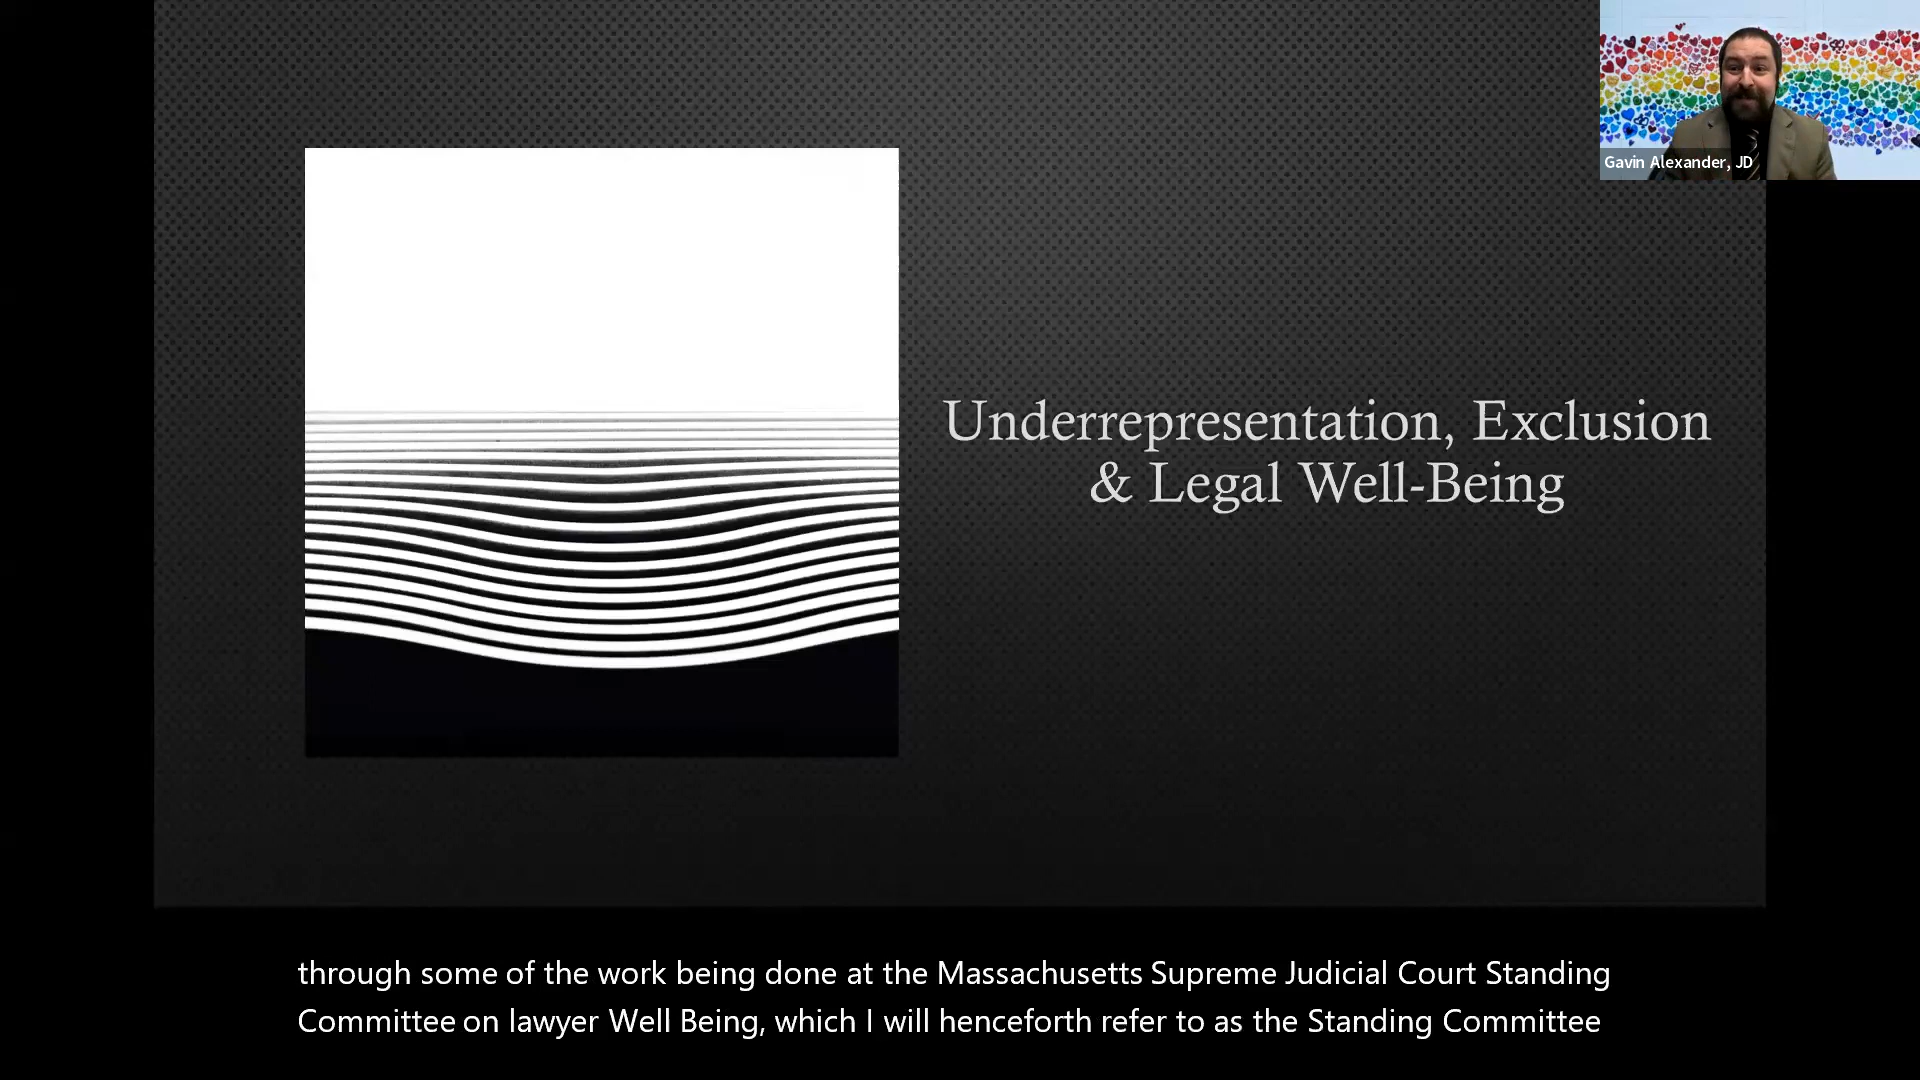 Gavin Alexander, JD
Underrepresentation, Exclusion
& Legal Well-Being
through some of the work being done at the Massachusetts Supreme Judicial Court Standing
Committee on lawyer Well Being, which I will henceforth refer to as the Standing Committee